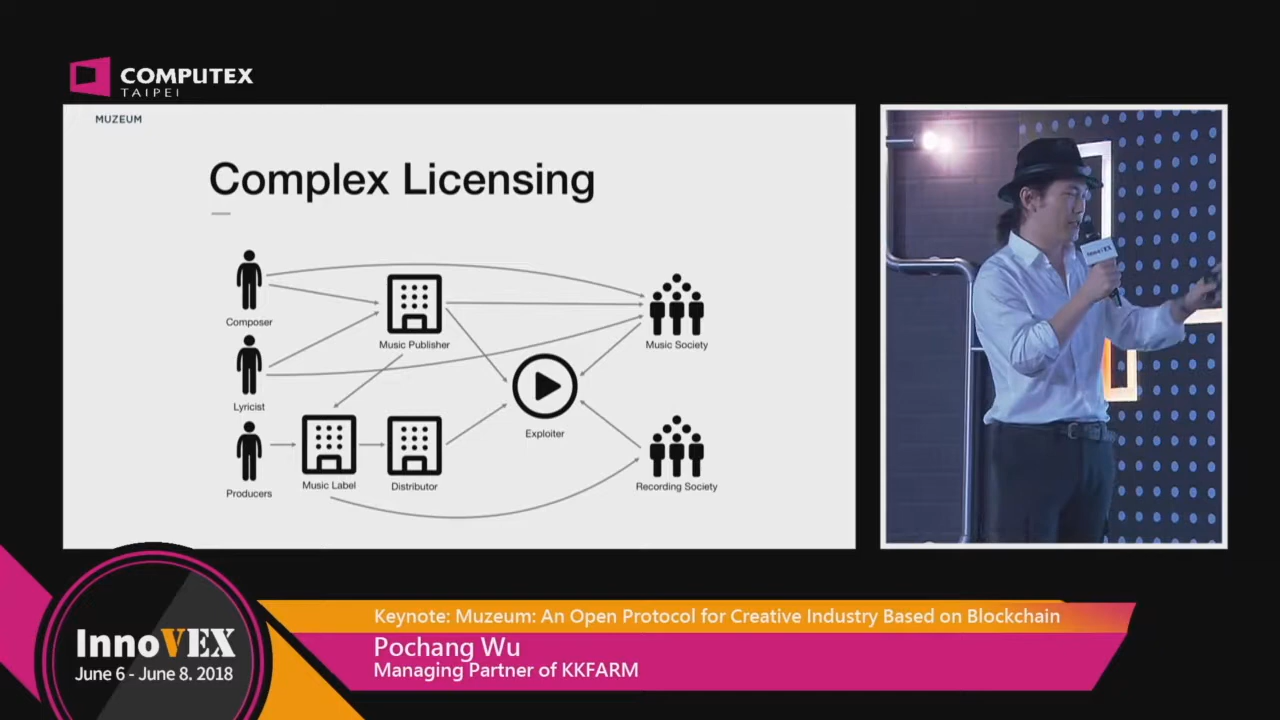 COMPUTEX
TAIPEI
MUZEUM
Complex Licensing
Composer
Music Publisher
Music Society
Lyricist
Exploiter
Producers
Music Label
Distributor
Recording Society
InnoVEX
InnoVEX
June 6 - June 8. 2018
Keynote: Muzeum: An Open Protocol for Creative Industry Based on Blockchain
Pochang Wu
Managing Partner of KKFARM